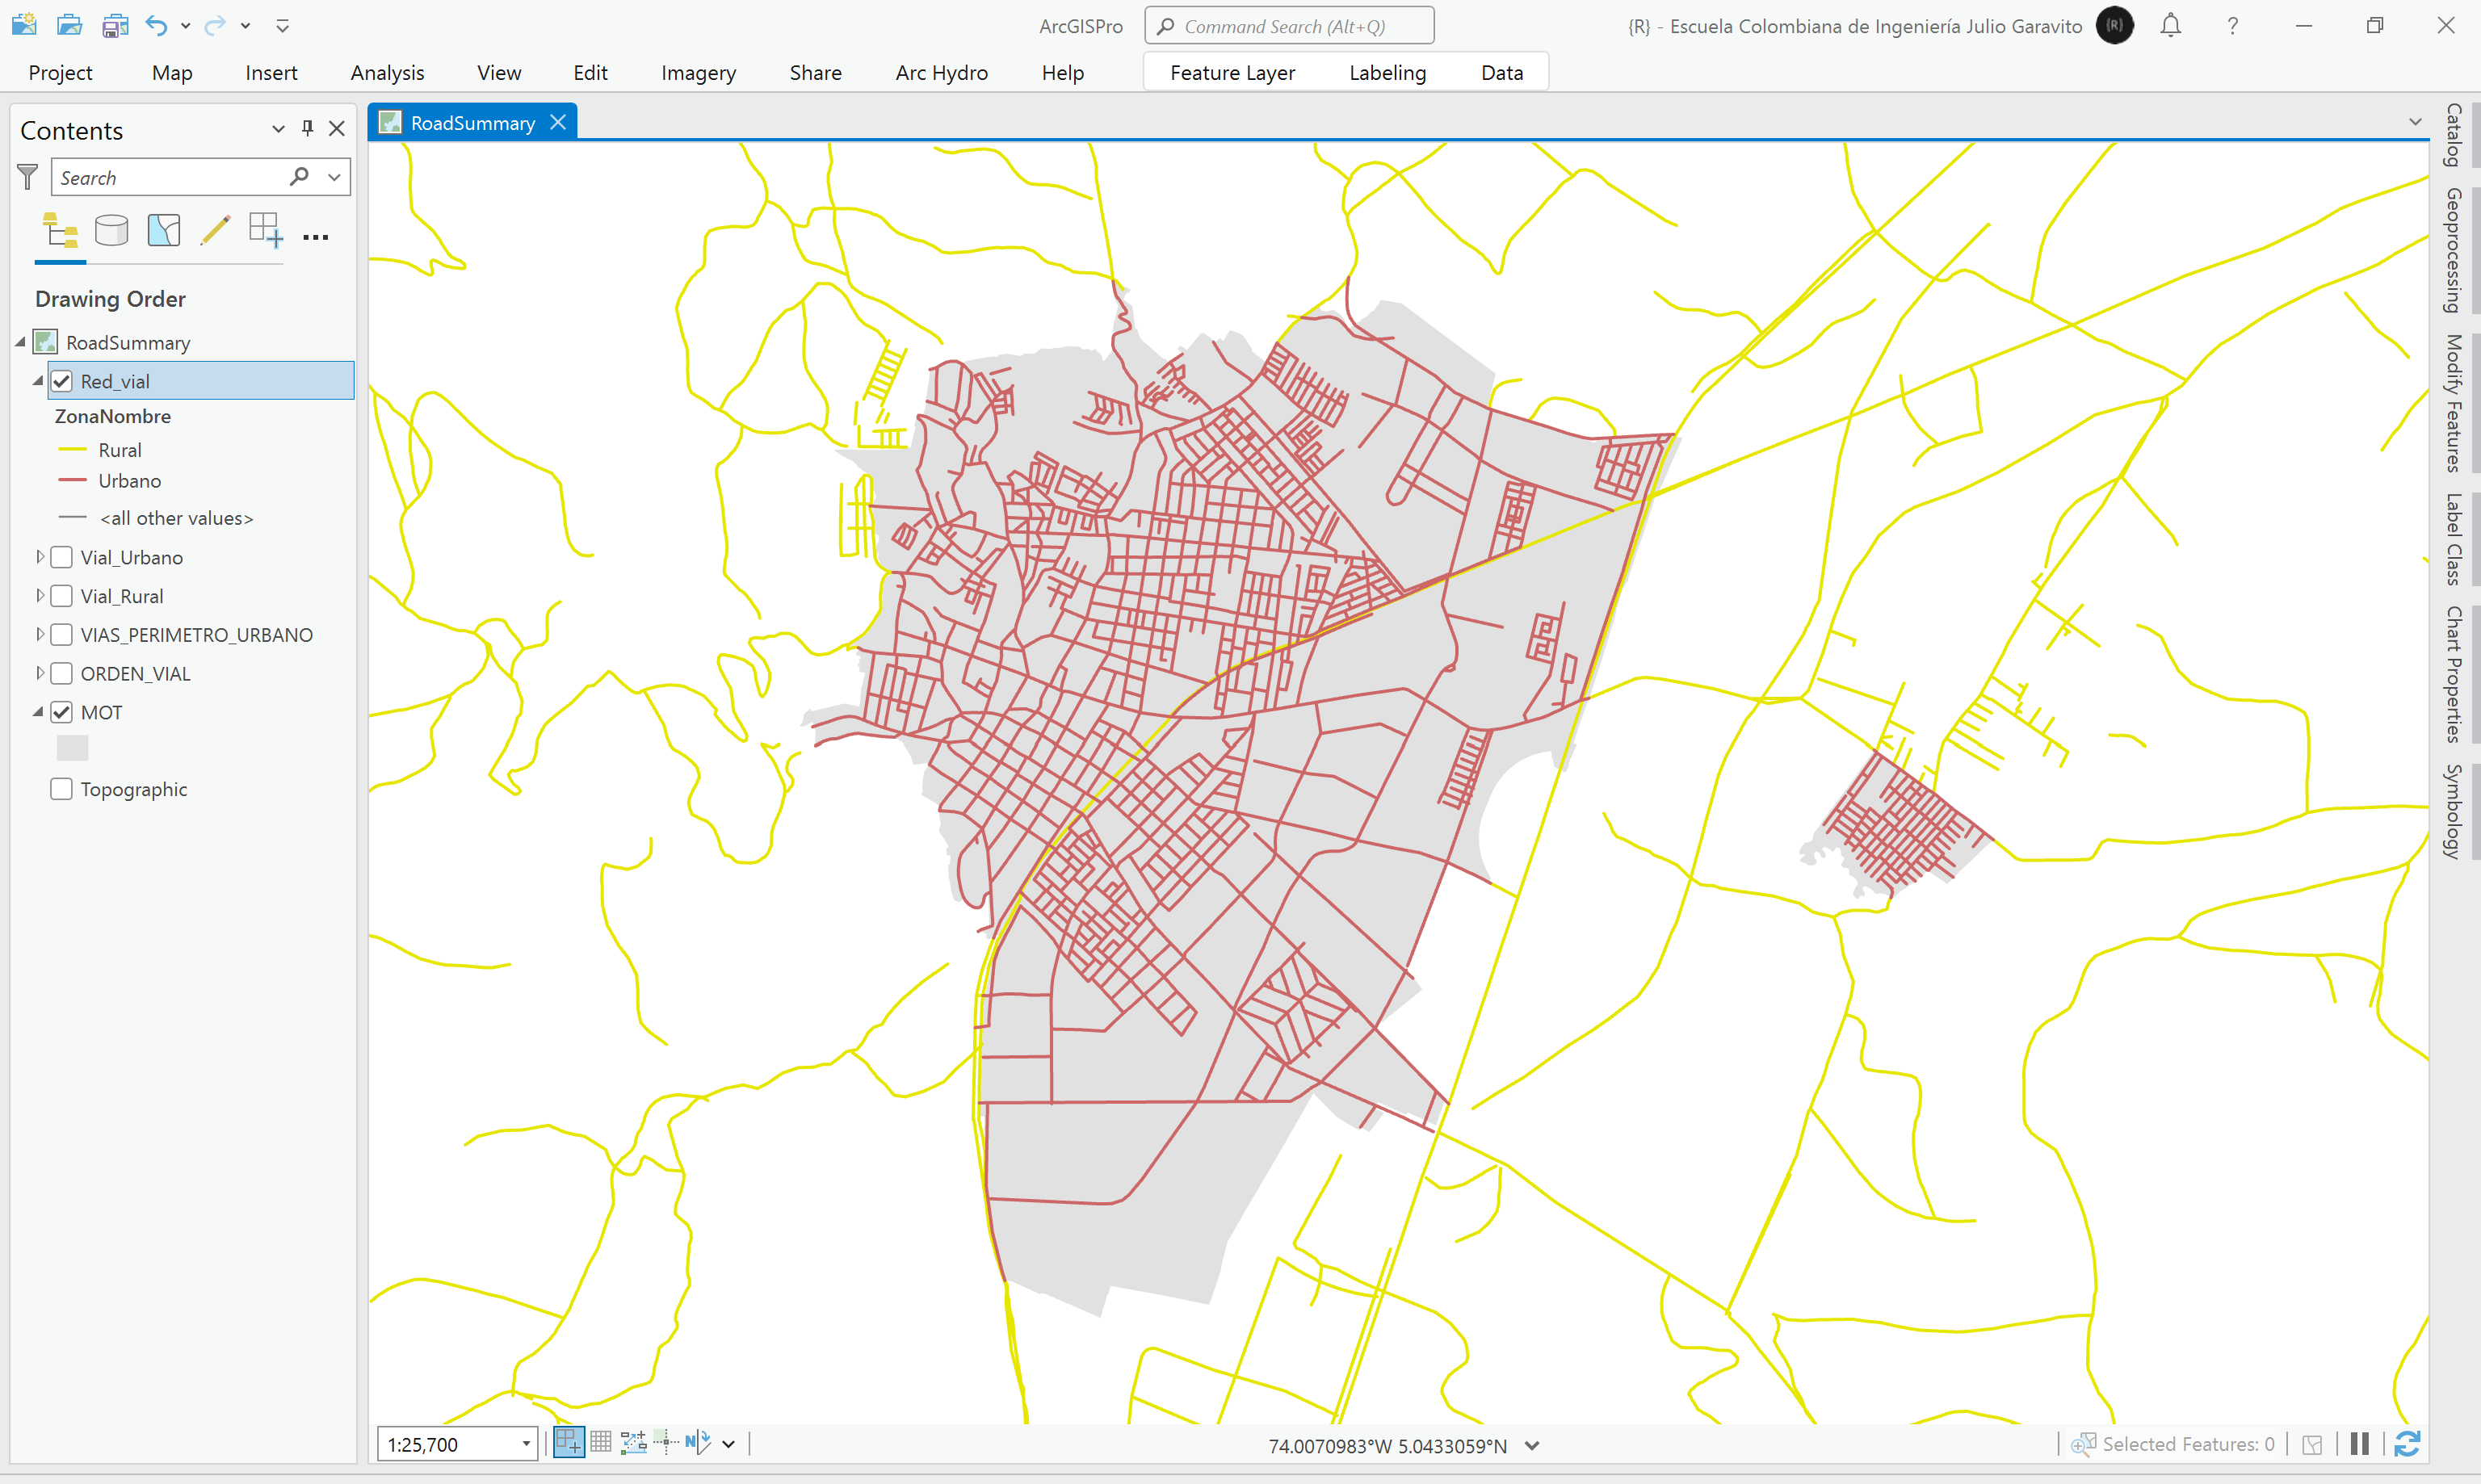 ArcGISPro
Command Search (Alt+Q)
{R} - Escuela Colombiana de Ingeniería Julio Garavito
{R}
?
Project
Map
Insert
Analysis
View
Edit
Imagery
Share
Arc Hydro
Help
Feature Layer
Labeling
Data
Contents
Search
Drawing Order
RoadSummary
Red_vial
ZonaNombre
Rural
Urbano
<all other values>
Vial_Urbano
Vial_Rural
VIAS_PERIMETRO_URBANO
ORDEN_VIAL
MOT
Topographic
RoadSummary
Catalog
Geoprocessing
Modify Features
Label Class
Chart Properties
Symbology
1:25,700
N
74.0070983°W 5.0433059°N
Selected Features: 0